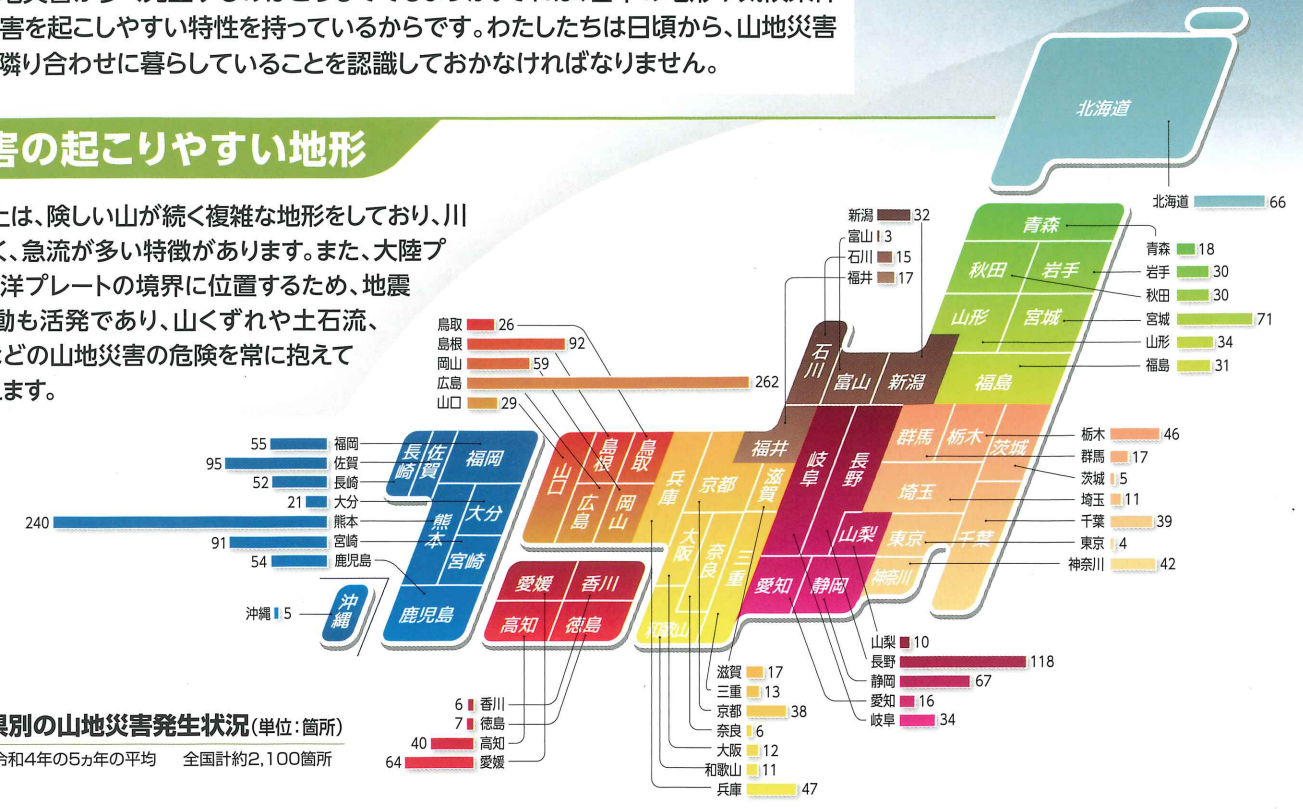 害を起こしやすい特性を持っているからです。わたしたちは日頃から、山地災害
隣り合わせに暮らしていることを認識しておかなければなりません。
害の起こりやすい地形
は、険しい山が続く複雑な地形をしており、川
く、急流が多い特徴があります。また、大陸プ
洋プレートの境界に位置するため、地震
動も活発であり、山くずれや土石流、
などの山地災害の危険を常に抱えて
ます。
北海道
北海道 66
青森
秋田 岩手
山形 宮城
福島
青森 18
岩手 30
秋田 30
宮城 71
山形 34
福島 31
新潟 32
富山 3
石川 15
福井 17
石川 富山 新潟
福井
鳥取 26
島根 92
岡山 59
広島 262
山口 29
山口 島根 鳥取
広島 岡山
55 福岡
95 佐賀
52 長崎
21 大分
240 熊本
91 宮崎
54 鹿児島
沖縄 5
長崎 佐賀 福岡
熊本 大分
宮崎
鹿児島
沖縄
愛媛 香川
高知 徳島
兵庫 京都 滋賀
大阪 奈良 三重
和歌山
岐阜 長野
山梨
愛知 静岡
群馬 栃木 茨城
埼玉
東京 千葉
神奈川
栃木 46
群馬 17
茨城 5
埼玉 11
千葉 39
東京 4
神奈川 42
山梨 10
長野 118
静岡 67
愛知 16
岐阜 34
滋賀 17
三重 13
京都 38
奈良 6
大阪 12
和歌山 11
兵庫 47
6 香川
7 徳島
40 高知
64 愛媛
県別の山地災害発生状況(単位:箇所)
令和4年の5ヵ年の平均 全国計約2,100箇所